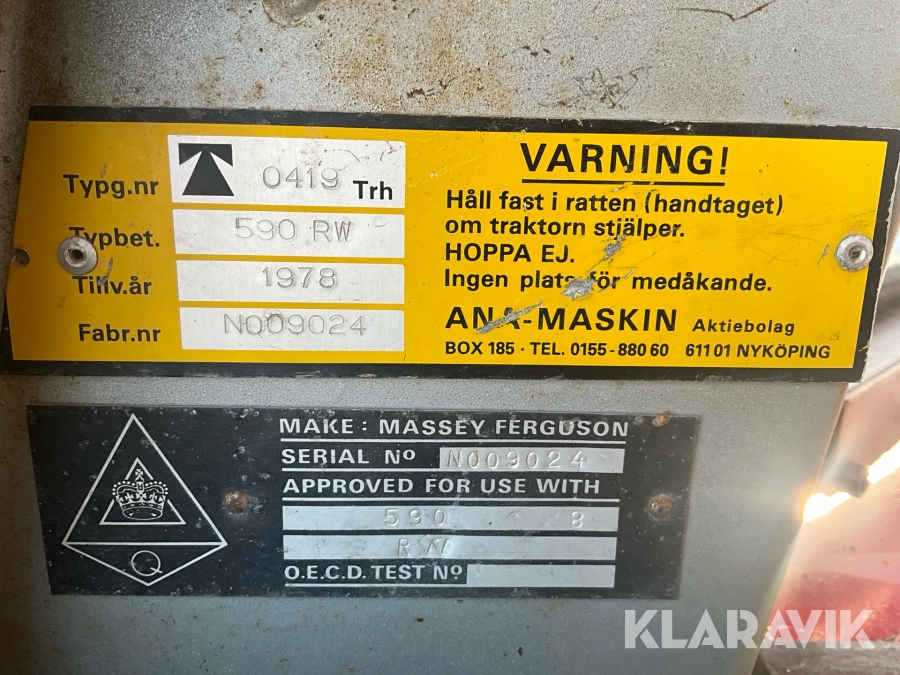 Typg.nr 0419 Trh
Typbet. 590 RW
Tillv.år 1978
Fabr.nr N009024
VARNING!
Håll fast i ratten (handtaget)
om traktorn stjälper.
HOPPA EJ.
Ingen plats för medåkande.
ANA-MASKIN Aktiebolag
BOX 185 · TEL. 0155-880 60 611 01 NYKÖPING
MAKE: MASSEY FERGUSON
SERIAL Nº N009024
APPROVED FOR USE WITH
590 8
RW
O.E.C.D. TEST Nº
Q
KLARAVIK